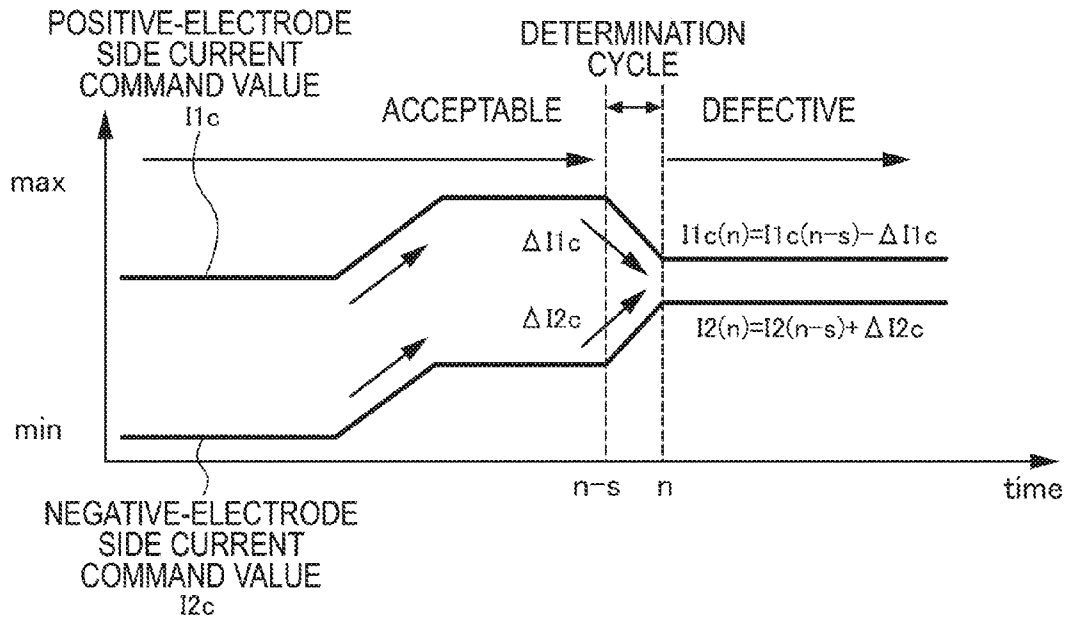 POSITIVE-ELECTRODE
SIDE CURRENT
COMMAND VALUE
I1c
DETERMINATION
CYCLE
ACCEPTABLE
DEFECTIVE
max
ΔI1c
I1c(n)=I1c(n-s)-ΔI1c
ΔI2c
I2(n)=I2(n-s)+ΔI2c
min
n-s
n
time
NEGATIVE-ELECTRODE
SIDE CURRENT
COMMAND VALUE
I2c